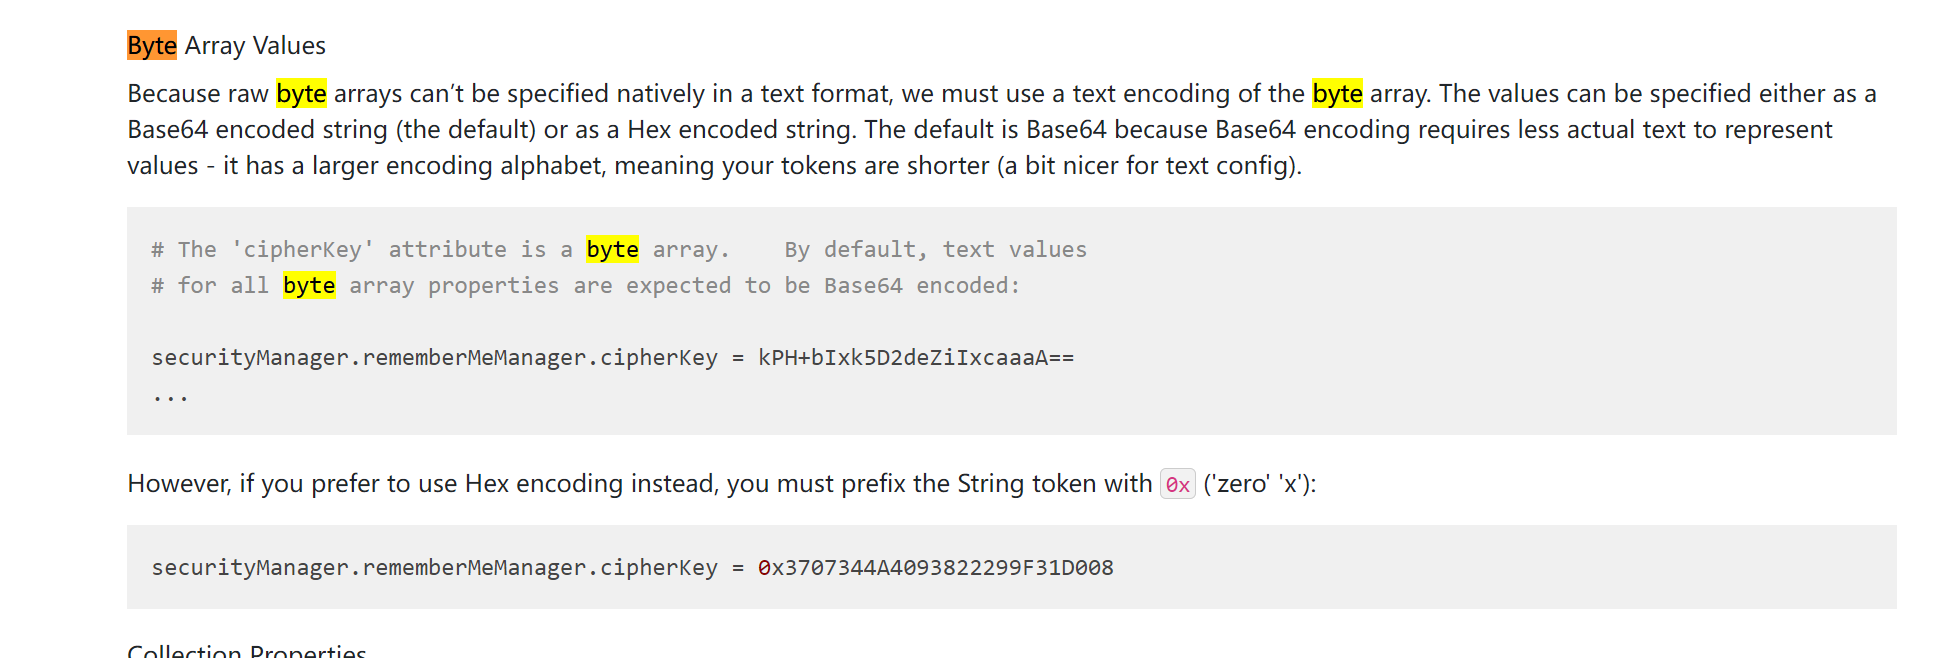 Byte Array Values
Because raw byte arrays can’t be specified natively in a text format, we must use a text encoding of the byte array. The values can be specified either as a
Base64 encoded string (the default) or as a Hex encoded string. The default is Base64 because Base64 encoding requires less actual text to represent
values - it has a larger encoding alphabet, meaning your tokens are shorter (a bit nicer for text config).
# The 'cipherKey' attribute is a byte array.    By default, text values
# for all byte array properties are expected to be Base64 encoded:
securityManager.rememberMeManager.cipherKey = kPH+bIxk5D2deZiIxcaaaA==
...
However, if you prefer to use Hex encoding instead, you must prefix the String token with 0x ('zero' 'x'):
securityManager.rememberMeManager.cipherKey = 0x3707344A4093822299F31D008
Collection Properties